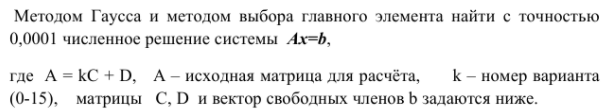 Методом Гаусса и методом выбора главного элемента найти с точностью
0,0001 численное решение системы Ax=b,
где A = kC + D, A – исходная матрица для расчёта, k – номер варианта
(0-15), матрицы C, D и вектор свободных членов b задаются ниже.